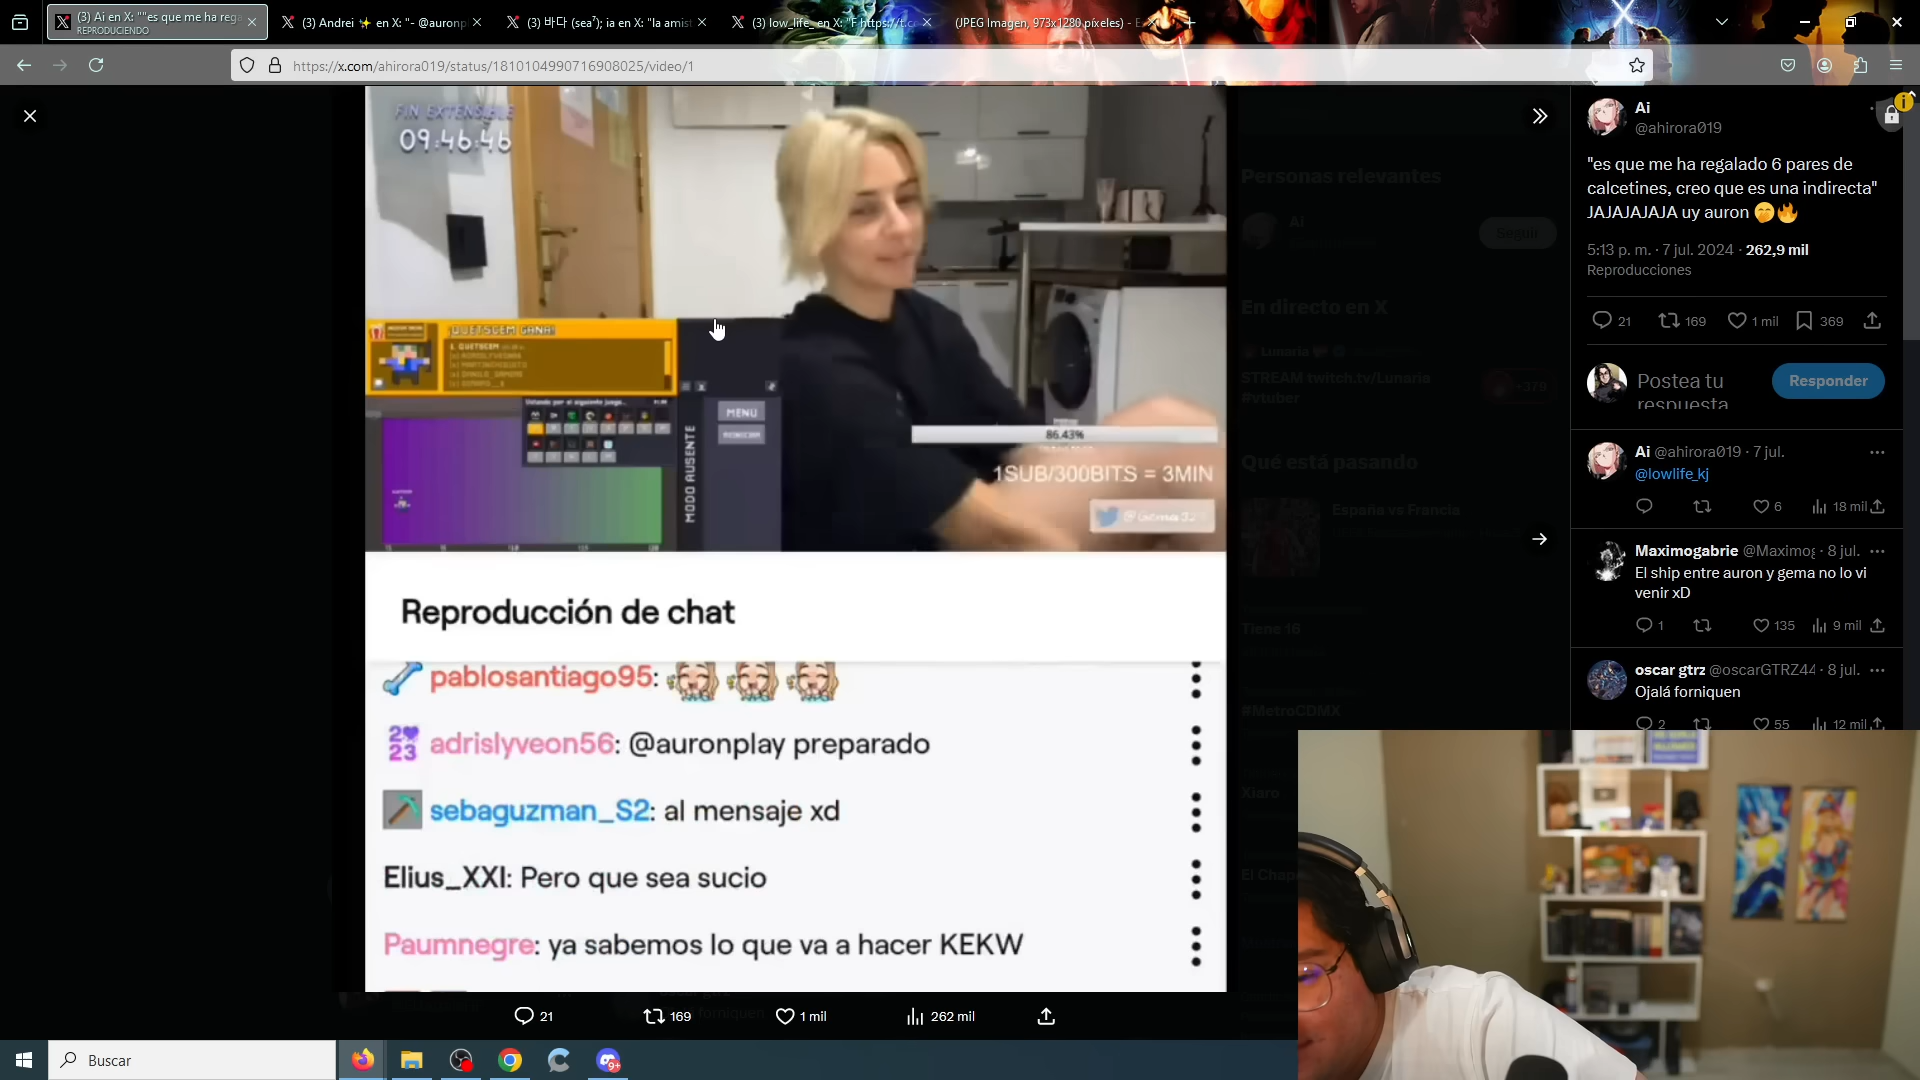 (3) Ai en X: ""es que me ha rega
REPRODUCIENDO
(3) Andrei ✨ en X: "- @auronp
(3) 바다 (sea⁷); ia en X: "la amis
(3) low_life_ en X: "F https://t.c
(JPEG Imagen, 973x1280 píxeles) - E
https://x.com/ahirora019/status/1810104990716908025/video/1
FIN EXTENSIBLE
09:46:46
¡QUETSCEM GANA!
1. QUETSCEM
MENU
MODO AUSENTE
86.43%
1SUB/300BITS = 3MIN
Reproducción de chat
pablosantiago95:
adrislyveon56: @auronplay preparado
sebaguzman_S2: al mensaje xd
Elius_XXI: Pero que sea sucio
Paumnegre: ya sabemos lo que va a hacer KEKW
21
169
1 mil
262 mil
Personas relevantes
Ai
Seguir
En directo en X
Lunaria
STREAM twitch.tv/Lunaria
#vtuber
+379
Qué está pasando
España vs Francia
Tiene 16
#MetroCDMX
Xiaro
El Chap
Ai
@ahirora019
"es que me ha regalado 6 pares de
calcetines, creo que es una indirecta"
JAJAJAJAJA uy auron 🤭🔥
5:13 p. m. · 7 jul. 2024 · 262,9 mil
Reproducciones
21
169
1 mil
369
Postea tu
respuesta
Responder
Ai @ahirora019 · 7 jul.
@lowlife_kj
6
18 mil
Maximogabrie @Maximog · 8 jul.
El ship entre auron y gema no lo vi
venir xD
1
135
9 mil
oscar gtrz @oscarGTRZ44 · 8 jul.
Ojalá forniquen
2
55
12 mil
Buscar
9+